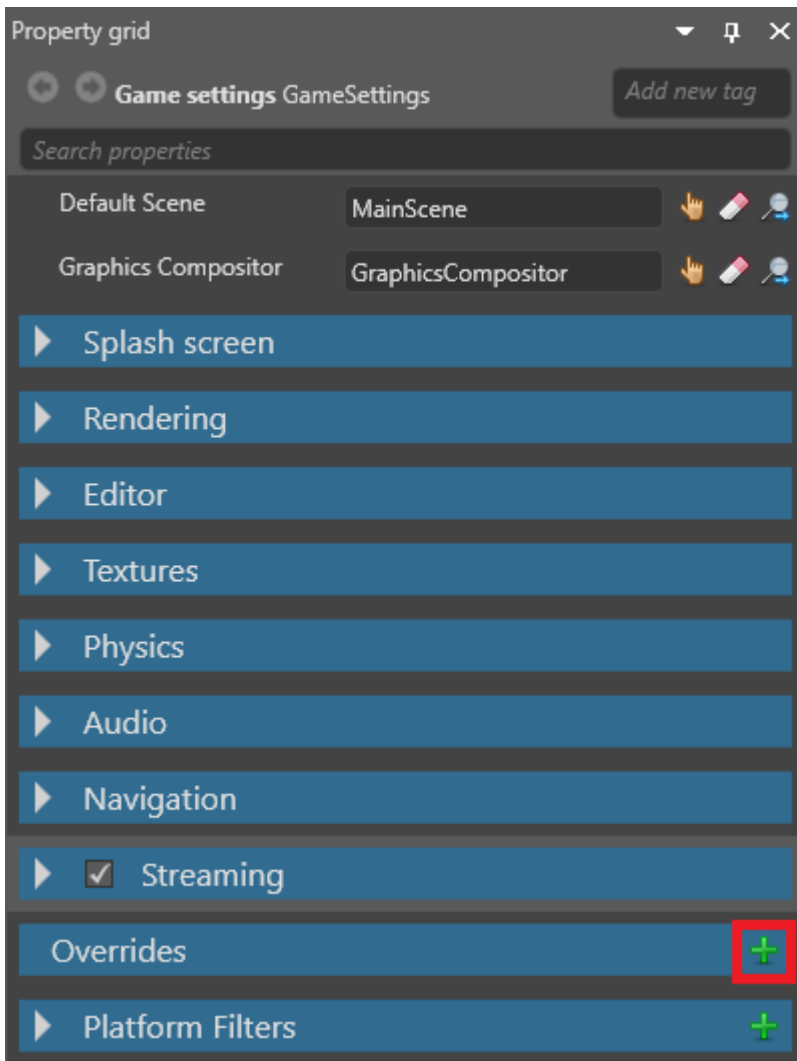 Property grid
Game settings GameSettings Add new tag
Search properties
Default Scene MainScene
Graphics Compositor GraphicsCompositor
Splash screen
Rendering
Editor
Textures
Physics
Audio
Navigation
Streaming
Overrides
Platform Filters